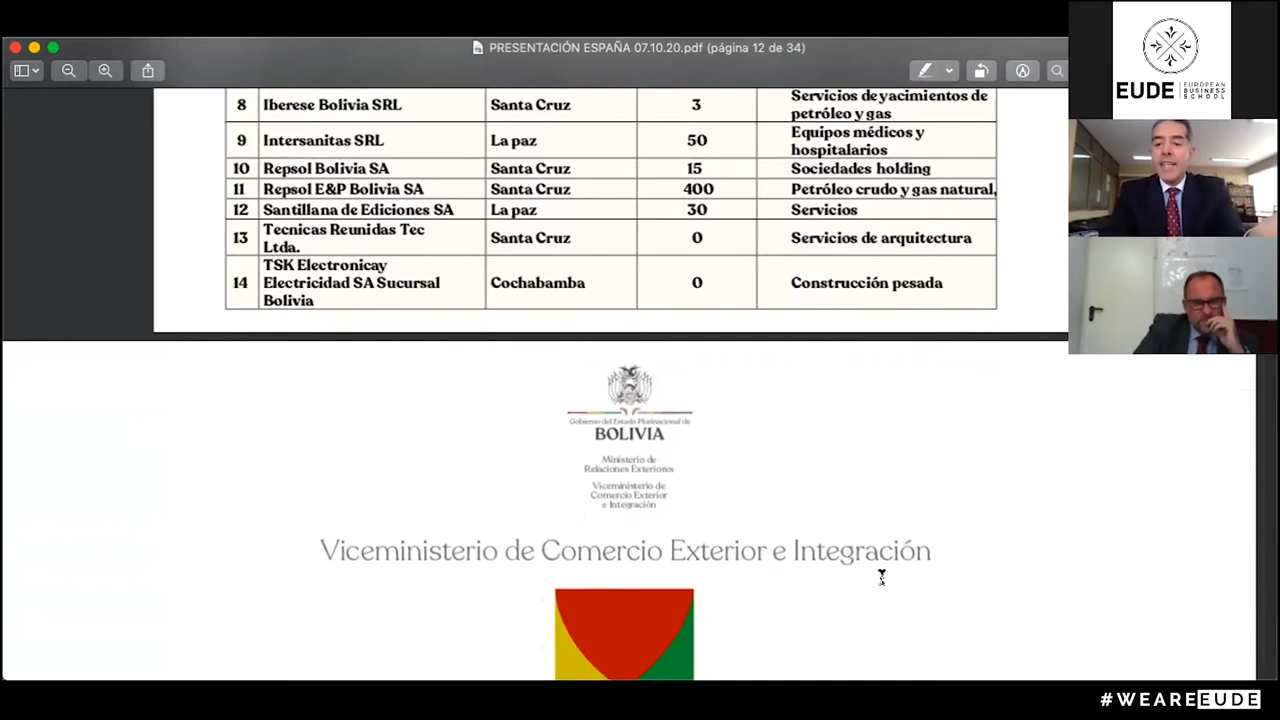 PRESENTACIÓN ESPAÑA 07.10.20.pdf (página 12 de 34)
EUDE EUROPEAN BUSINESS SCHOOL
8 Iberese Bolivia SRL Santa Cruz 3 Servicios de yacimientos de petróleo y gas
9 Intersanitas SRL La paz 50 Equipos médicos y hospitalarios
10 Repsol Bolivia SA Santa Cruz 15 Sociedades holding
11 Repsol E&P Bolivia SA Santa Cruz 400 Petróleo crudo y gas natural,
12 Santillana de Ediciones SA La paz 30 Servicios
13 Tecnicas Reunidas Tec Ltda. Santa Cruz 0 Servicios de arquitectura
14 TSK Electronicay Electricidad SA Sucursal Bolivia Cochabamba 0 Construcción pesada
Gobierno del Estado Plurinacional de
BOLIVIA
Ministerio de
Relaciones Exteriores
Viceministerio de
Comercio Exterior
e Integración
Viceministerio de Comercio Exterior e Integración
#WEAREEUDE